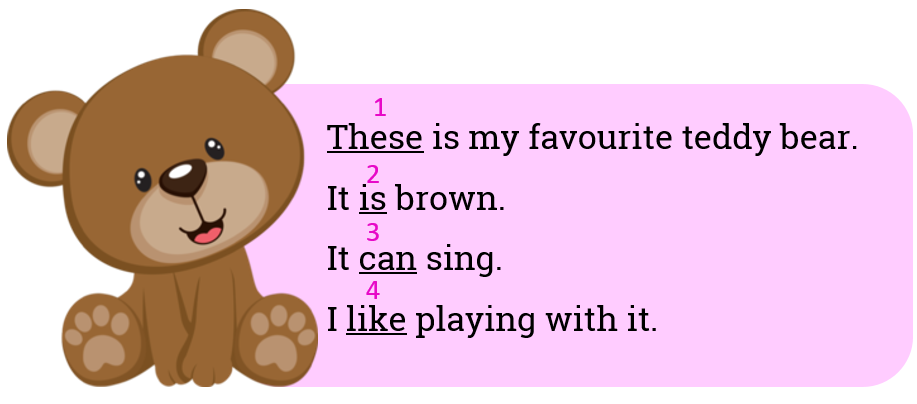 1
These is my favourite teddy bear.
2
It is brown.
3
It can sing.
4
I like playing with it.